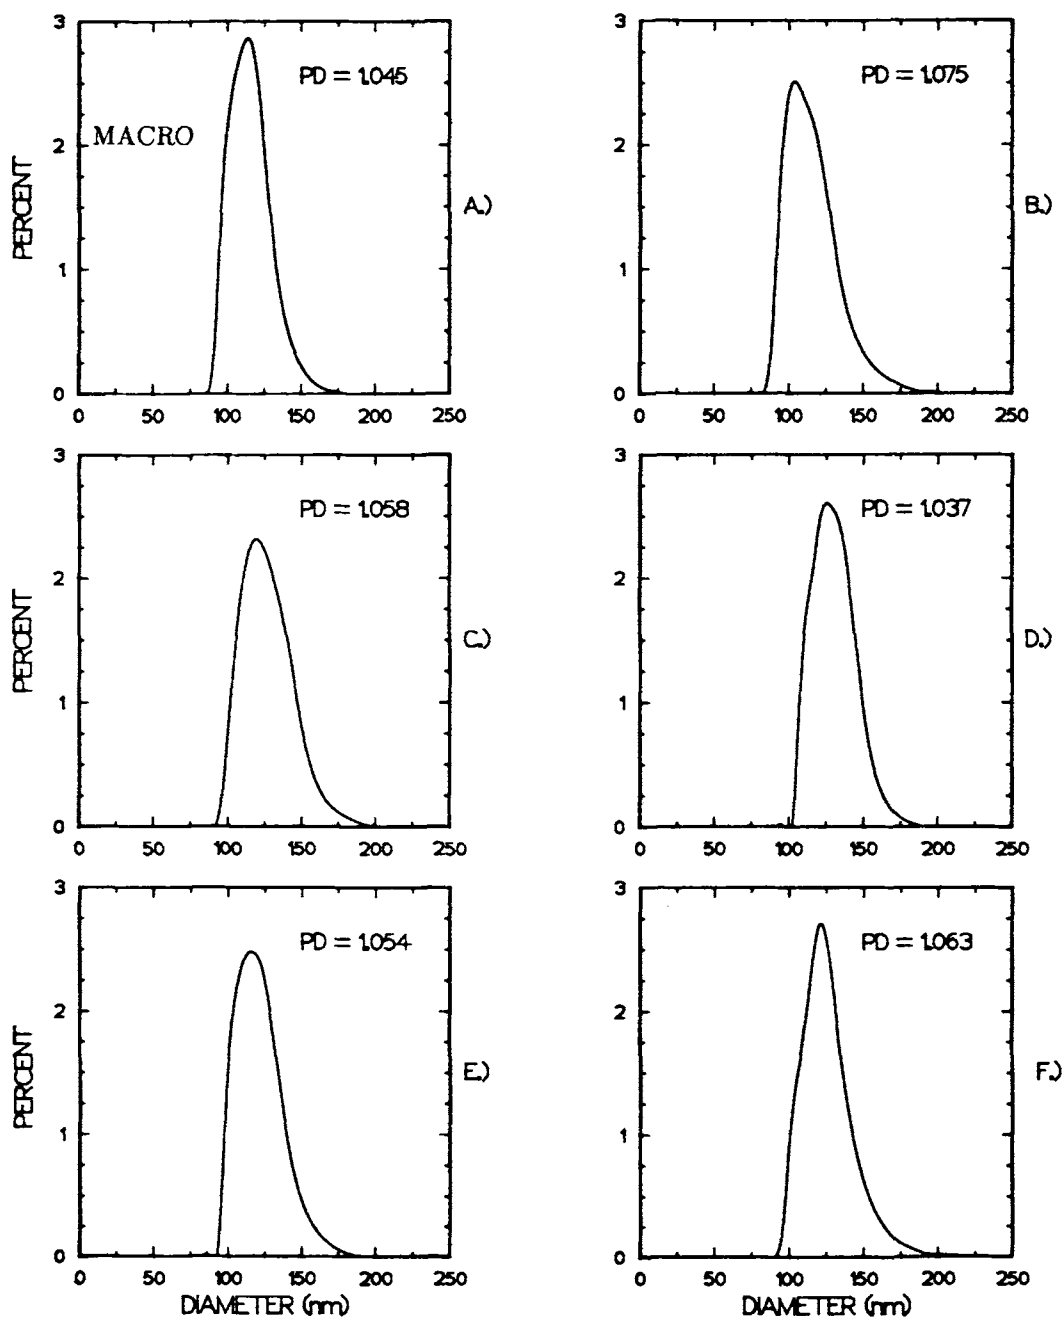 3
PD = 1.045
MACRO
2
PERCENT
A.)
1
0
0 50 100 150 200 250
3
PD = 1.075
2
B.)
1
0
0 50 100 150 200 250
3
PD = 1.058
2
PERCENT
C.)
1
0
0 50 100 150 200 250
3
PD = 1.037
2
D.)
1
0
0 50 100 150 200 250
3
PD = 1.054
2
PERCENT
E.)
1
0
0 50 100 150 200 250
DIAMETER (nm)
3
PD = 1.063
2
F.)
1
0
0 50 100 150 200 250
DIAMETER (nm)